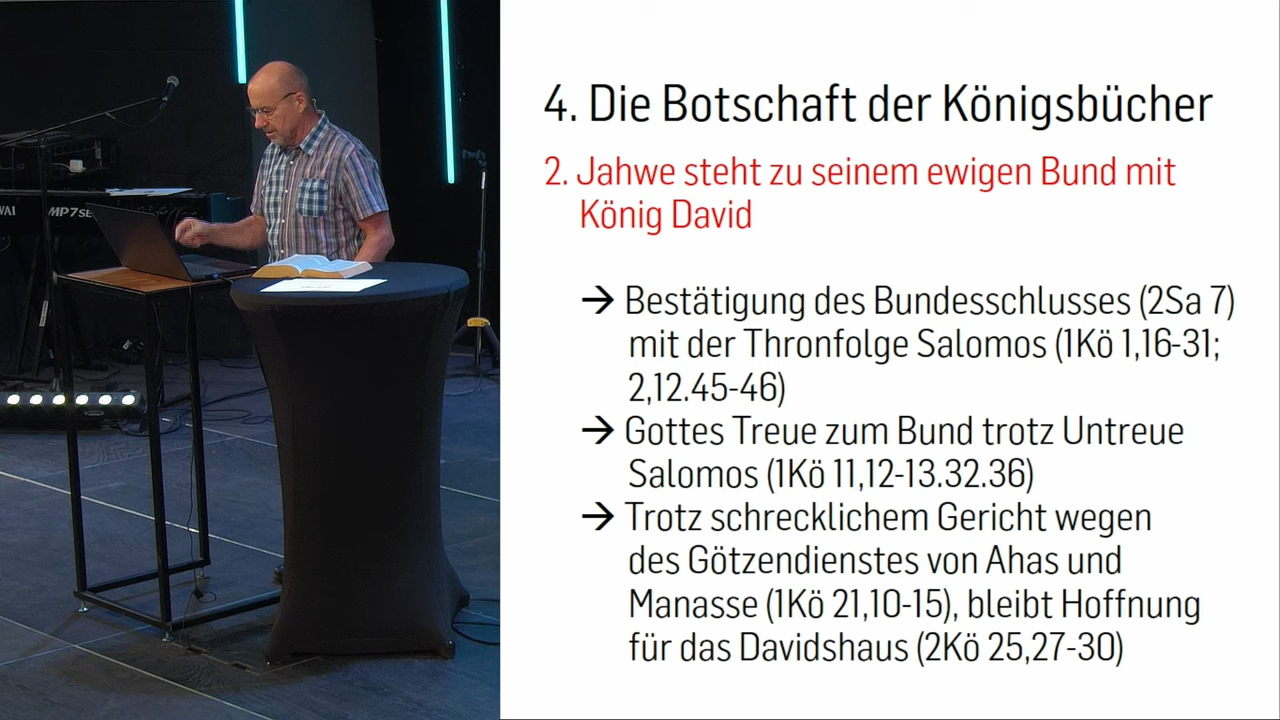 WAI MP7SE
4. Die Botschaft der Königsbücher
2. Jahwe steht zu seinem ewigen Bund mit
König David
→ Bestätigung des Bundesschlusses (2Sa 7)
mit der Thronfolge Salomos (1Kö 1,16-31;
2,12.45-46)
→ Gottes Treue zum Bund trotz Untreue
Salomos (1Kö 11,12-13.32.36)
→ Trotz schrecklichem Gericht wegen
des Götzendienstes von Ahas und
Manasse (1Kö 21,10-15), bleibt Hoffnung
für das Davidshaus (2Kö 25,27-30)